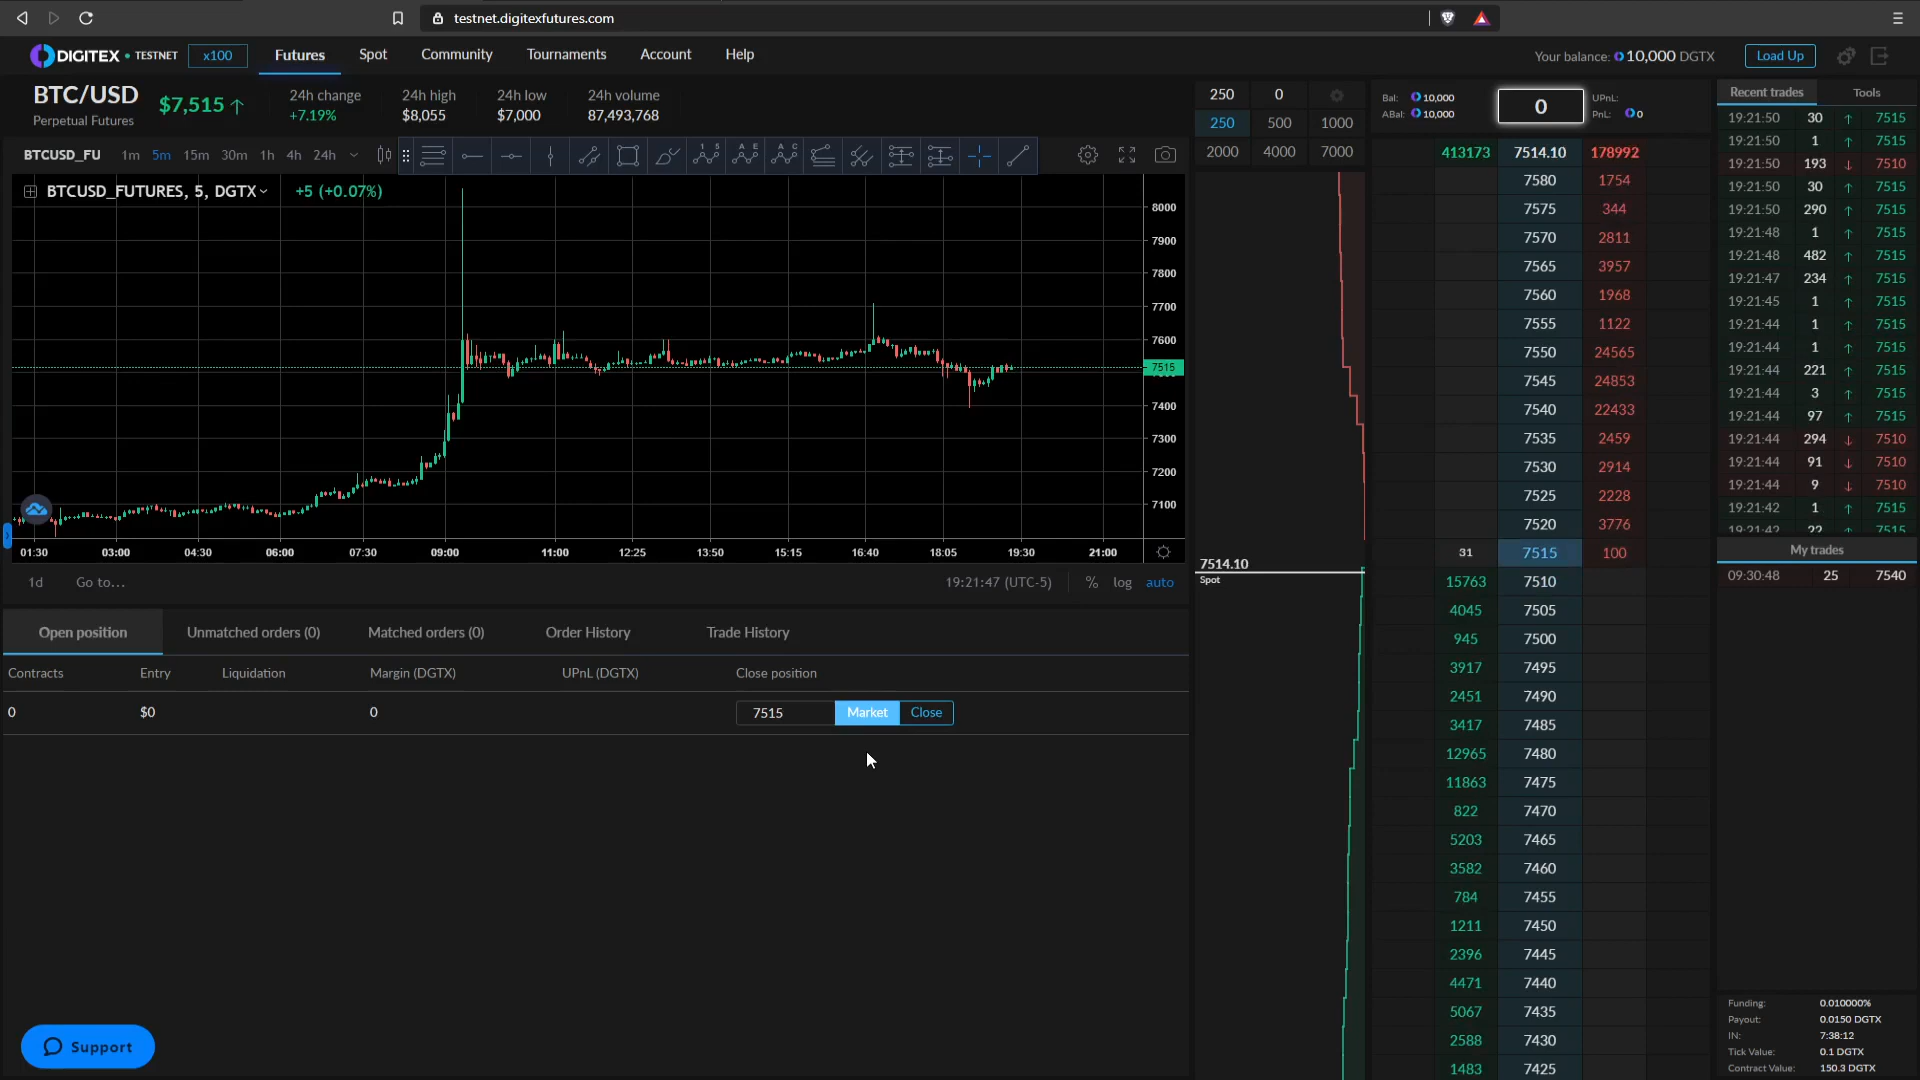 testnet.digitexfutures.com
DIGITEX • TESTNET x100 Futures Spot Community Tournaments Account Help Your balance: 10,000 DGTX Load Up
BTC/USD
Perpetual Futures
$7,515 ↑
24h change
+7.19%
24h high
$8,055
24h low
$7,000
24h volume
87,493,768
BTCUSD_FU 1m 5m 15m 30m 1h 4h 24h
BTCUSD_FUTURES, 5, DGTX +5 (+0.07%)
8000
7900
7800
7700
7600
7515
7400
7300
7200
7100
01:30 03:00 04:30 06:00 07:30 09:00 11:00 12:25 13:50 15:15 16:40 18:05 19:30 21:00
1d Go to... 19:21:47 (UTC-5) % log auto
Open position Unmatched orders (0) Matched orders (0) Order History Trade History
Contracts Entry Liquidation Margin (DGTX) UPnL (DGTX) Close position
0 $0 0 7515 Market Close
Support
250 0
250 500 1000
2000 4000 7000
7514.10
Spot
Bal: 10,000
ABal: 10,000
0
UPnL:
PnL: 0
413173 7514.10 178992
7580 1754
7575 344
7570 2811
7565 3957
7560 1968
7555 1122
7550 24565
7545 24853
7540 22433
7535 2459
7530 2914
7525 2228
7520 3776
31 7515 100
15763 7510
4045 7505
945 7500
3917 7495
2451 7490
3417 7485
12965 7480
11863 7475
822 7470
5203 7465
3582 7460
784 7455
1211 7450
2396 7445
4471 7440
5067 7435
2588 7430
1483 7425
Recent trades Tools
19:21:50 30 ↑ 7515
19:21:50 1 ↑ 7515
19:21:50 193 ↓ 7510
19:21:50 30 ↑ 7515
19:21:50 290 ↑ 7515
19:21:48 1 ↑ 7515
19:21:48 482 ↑ 7515
19:21:47 234 ↑ 7515
19:21:45 1 ↑ 7515
19:21:44 1 ↑ 7515
19:21:44 1 ↑ 7515
19:21:44 221 ↑ 7515
19:21:44 3 ↑ 7515
19:21:44 97 ↑ 7515
19:21:44 294 ↓ 7510
19:21:44 91 ↓ 7510
19:21:44 9 ↓ 7510
19:21:42 1 ↑ 7515
19:21:42 22 ↑ 7515
My trades
09:30:48 25 7540
Funding: 0.010000%
Payout: 0.0150 DGTX
IN: 7:38:12
Tick Value: 0.1 DGTX
Contract Value: 150.3 DGTX